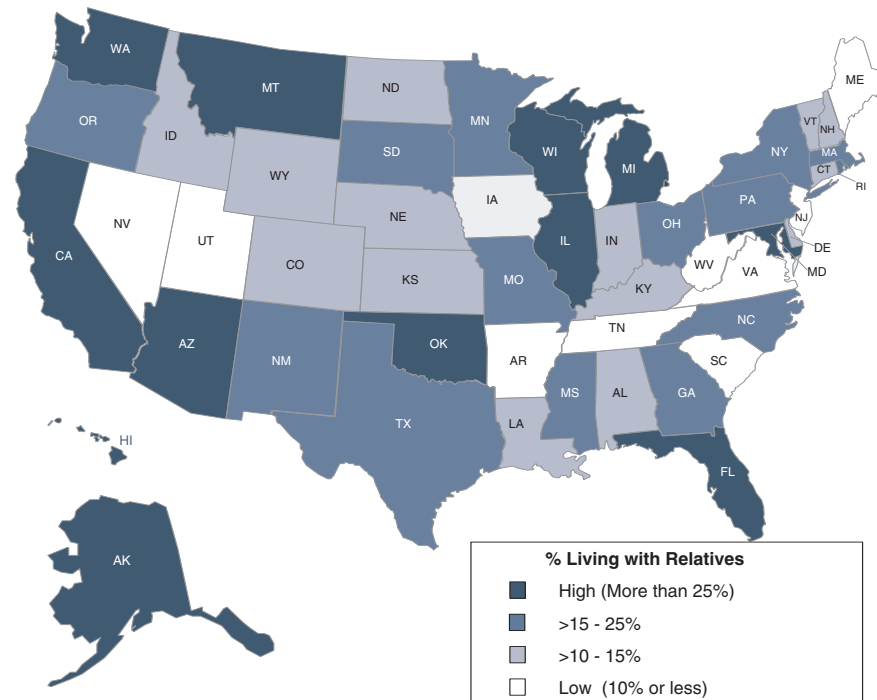 WA
MT
ND
MN
ME
OR
ID
WI
VT
NH
SD
NY
MA
MI
CT
RI
WY
IA
PA
NE
NJ
NV
OH
UT
IL
IN
DE
CA
CO
WV
MD
KS
MO
VA
KY
NC
TN
AZ
OK
NM
AR
SC
MS
AL
GA
TX
LA
HI
FL
AK
% Living with Relatives
High (More than 25%)
>15 - 25%
>10 - 15%
Low (10% or less)